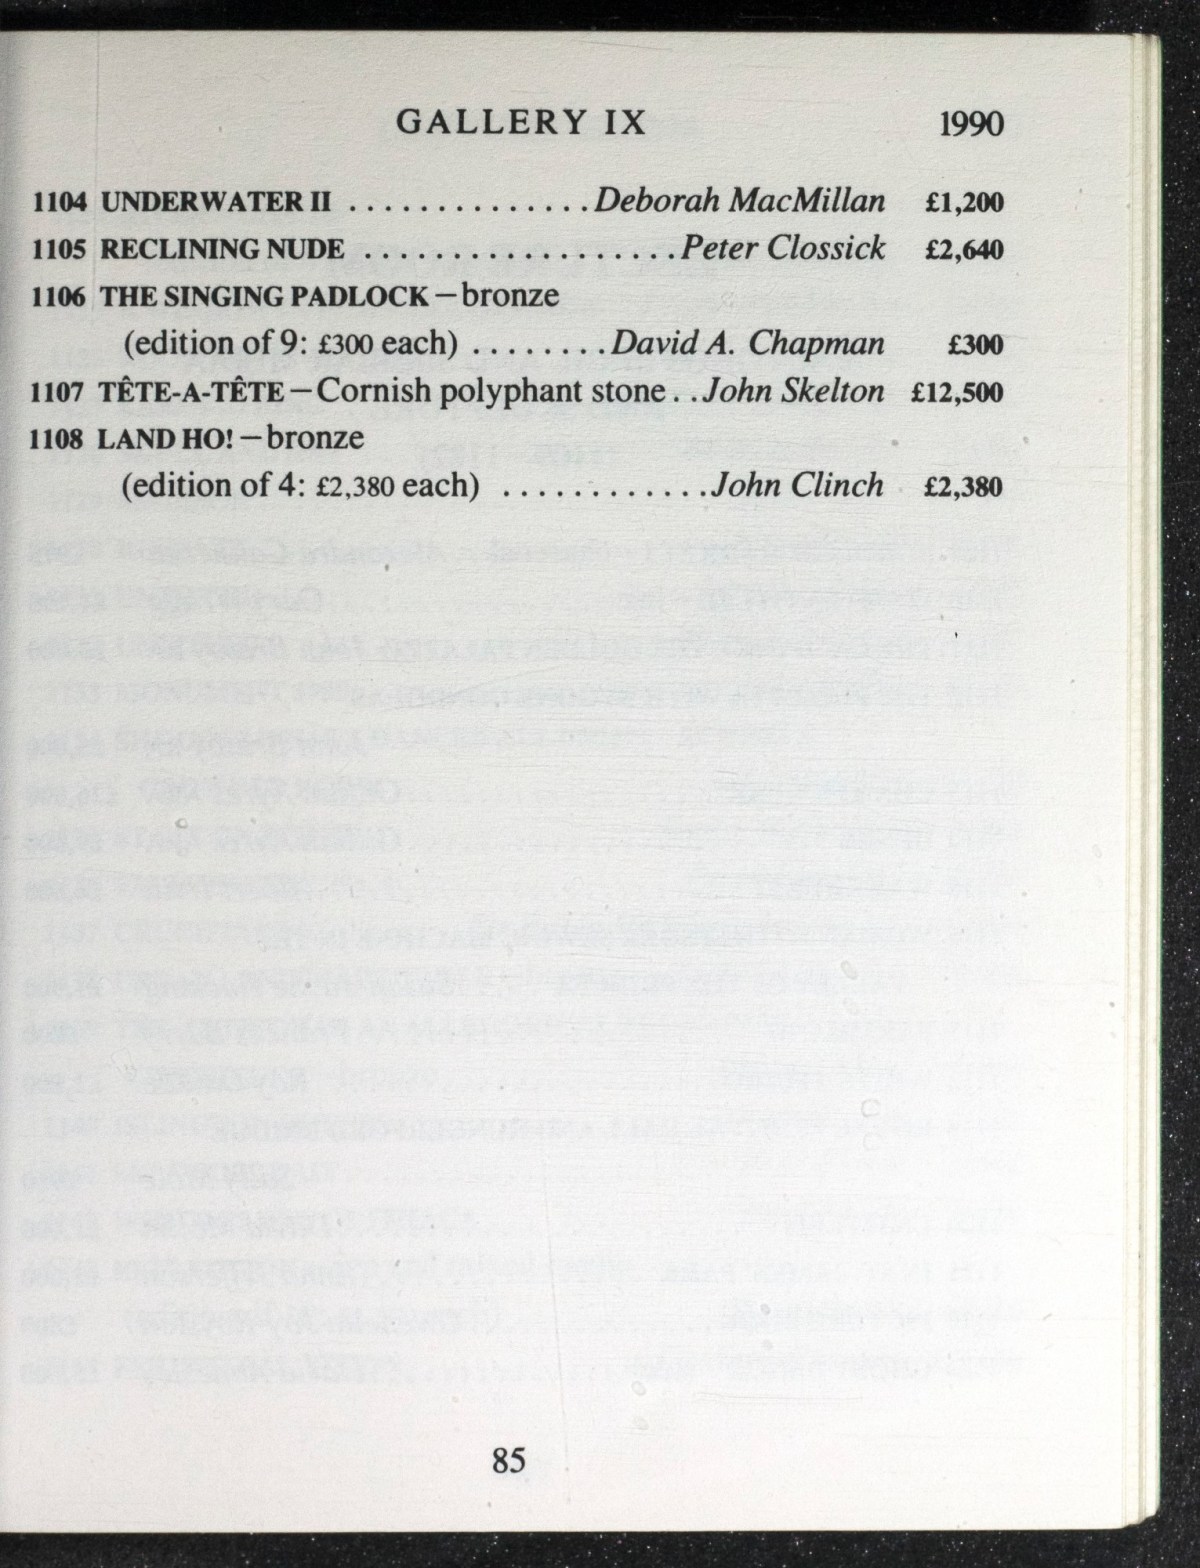 GALLERY IX 1990
1104 UNDERWATER II .............. Deborah MacMillan £1,200
1105 RECLINING NUDE .................. Peter Clossick £2,640
1106 THE SINGING PADLOCK – bronze
(edition of 9: £300 each) ........ David A. Chapman £300
1107 TÊTE-A-TÊTE – Cornish polyphant stone .. John Skelton £12,500
1108 LAND HO! – bronze
(edition of 4: £2,380 each) ............ John Clinch £2,380
85